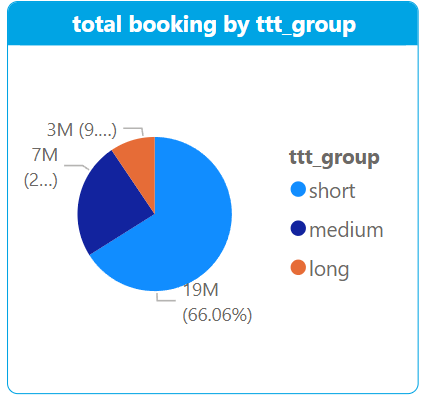 total booking by ttt_group
3M (9....)
7M
(2...)
19M
(66.06%)
ttt_group
short
medium
long